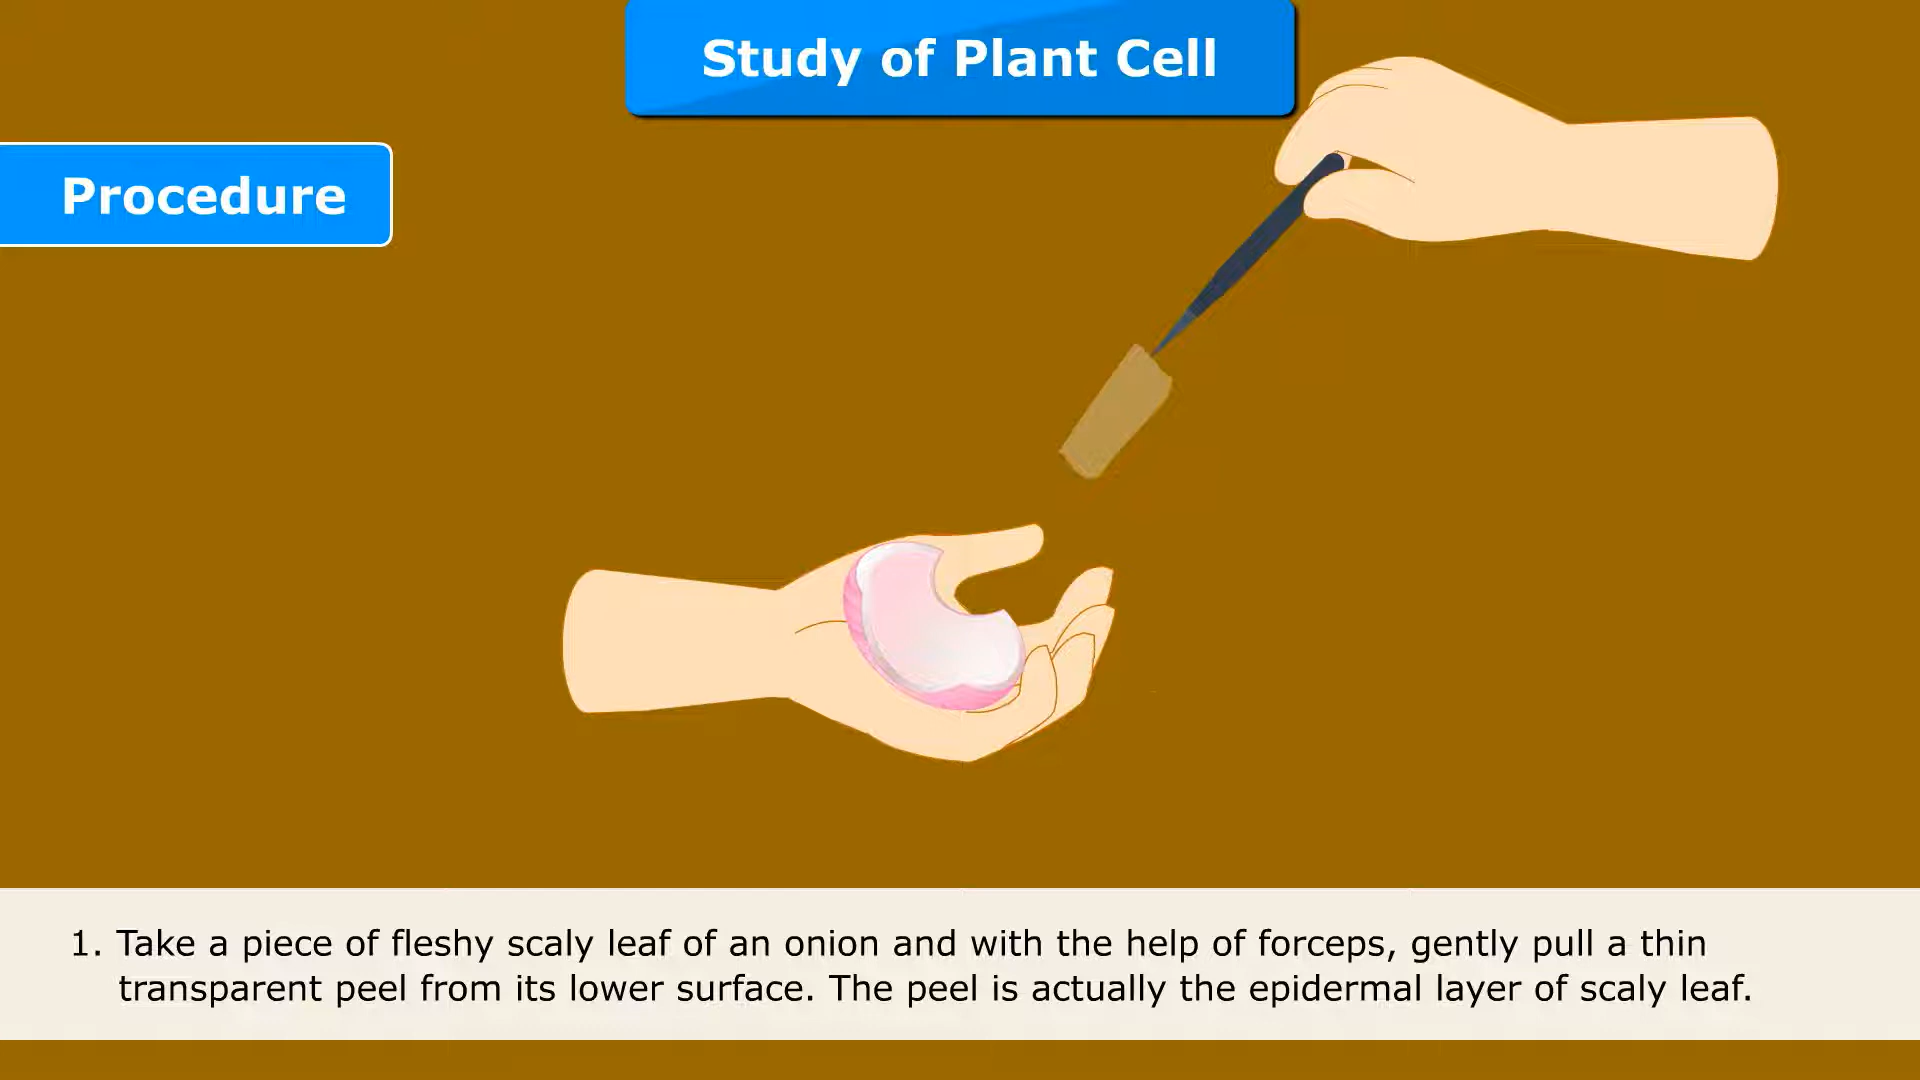 Study of Plant Cell
Procedure
1. Take a piece of fleshy scaly leaf of an onion and with the help of forceps, gently pull a thin
transparent peel from its lower surface. The peel is actually the epidermal layer of scaly leaf.